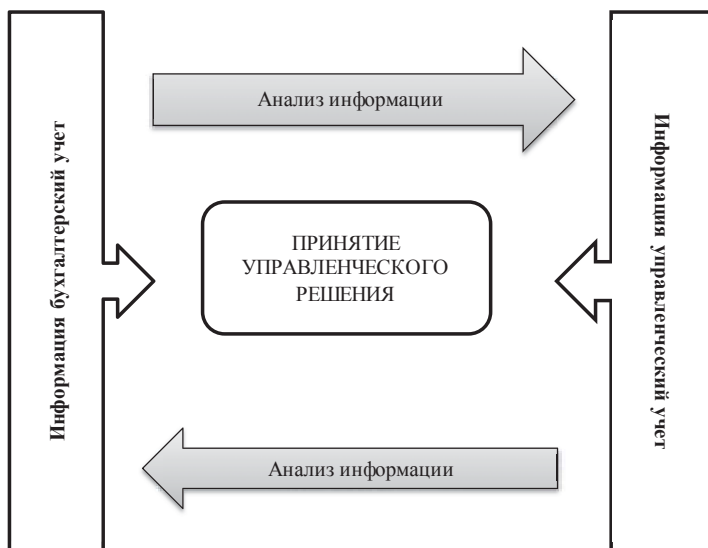 Информация бухгалтерский учет
Анализ информации
ПРИНЯТИЕ
УПРАВЛЕНЧЕСКОГО
РЕШЕНИЯ
Анализ информации
Информация управленческий учет